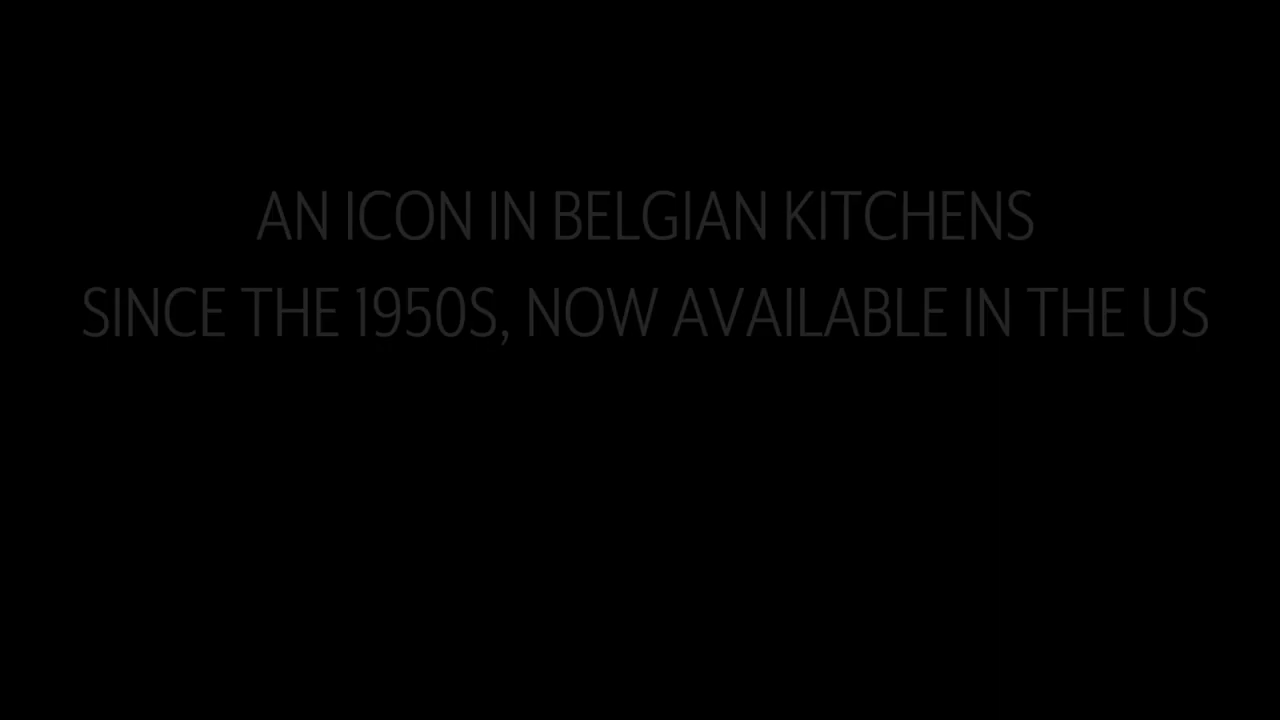 AN ICON IN BELGIAN KITCHENS
SINCE THE 1950S, NOW AVAILABLE IN THE US